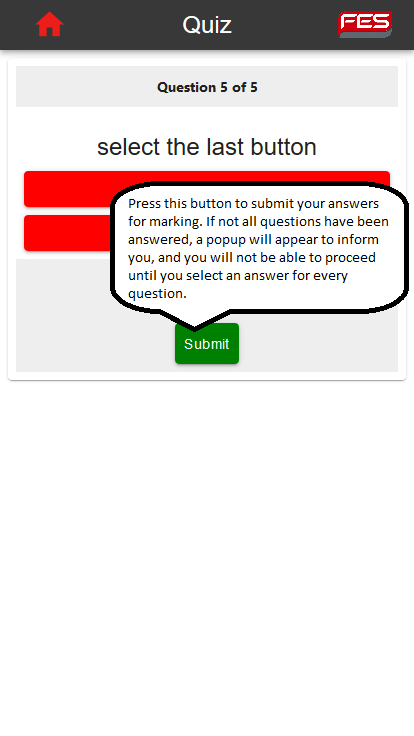 Quiz
FES
Question 5 of 5
select the last button
Press this button to submit your answers
for marking. If not all questions have been
answered, a popup will appear to inform
you, and you will not be able to proceed
until you select an answer for every
question.
Submit